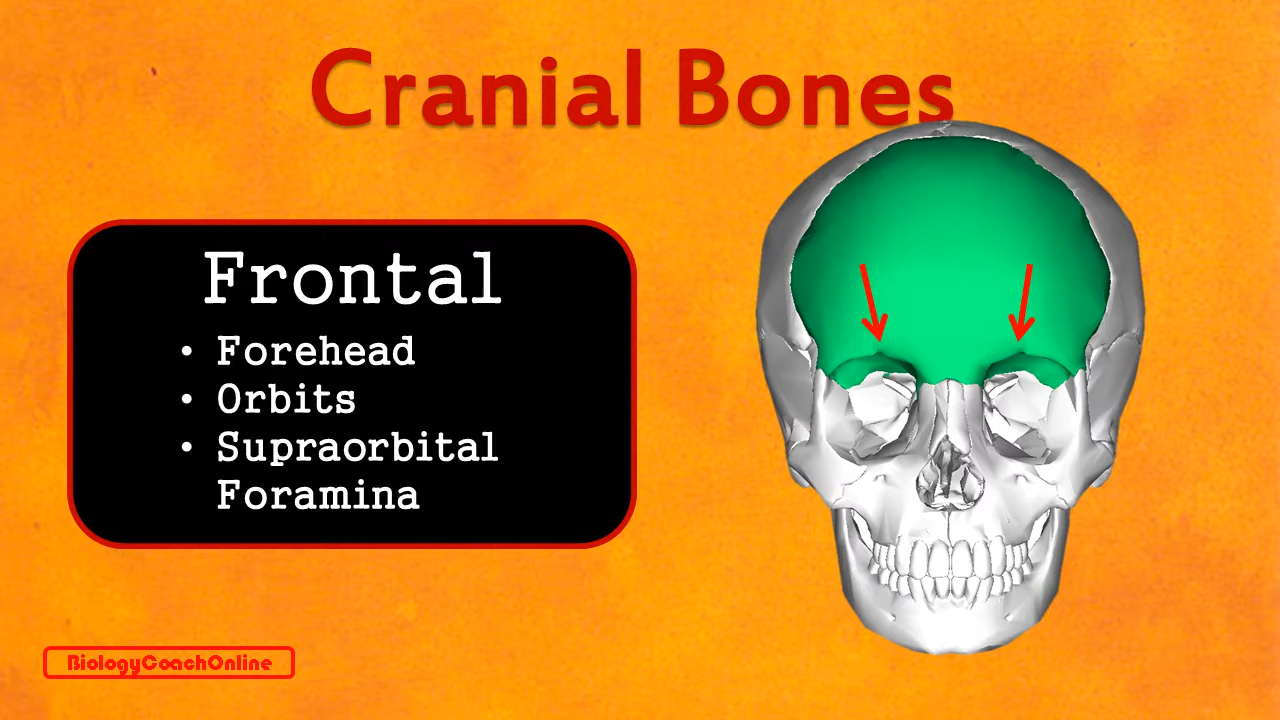 Cranial Bones
Frontal
• Forehead
• Orbits
• Supraorbital
Foramina
BiologyCoachOnline